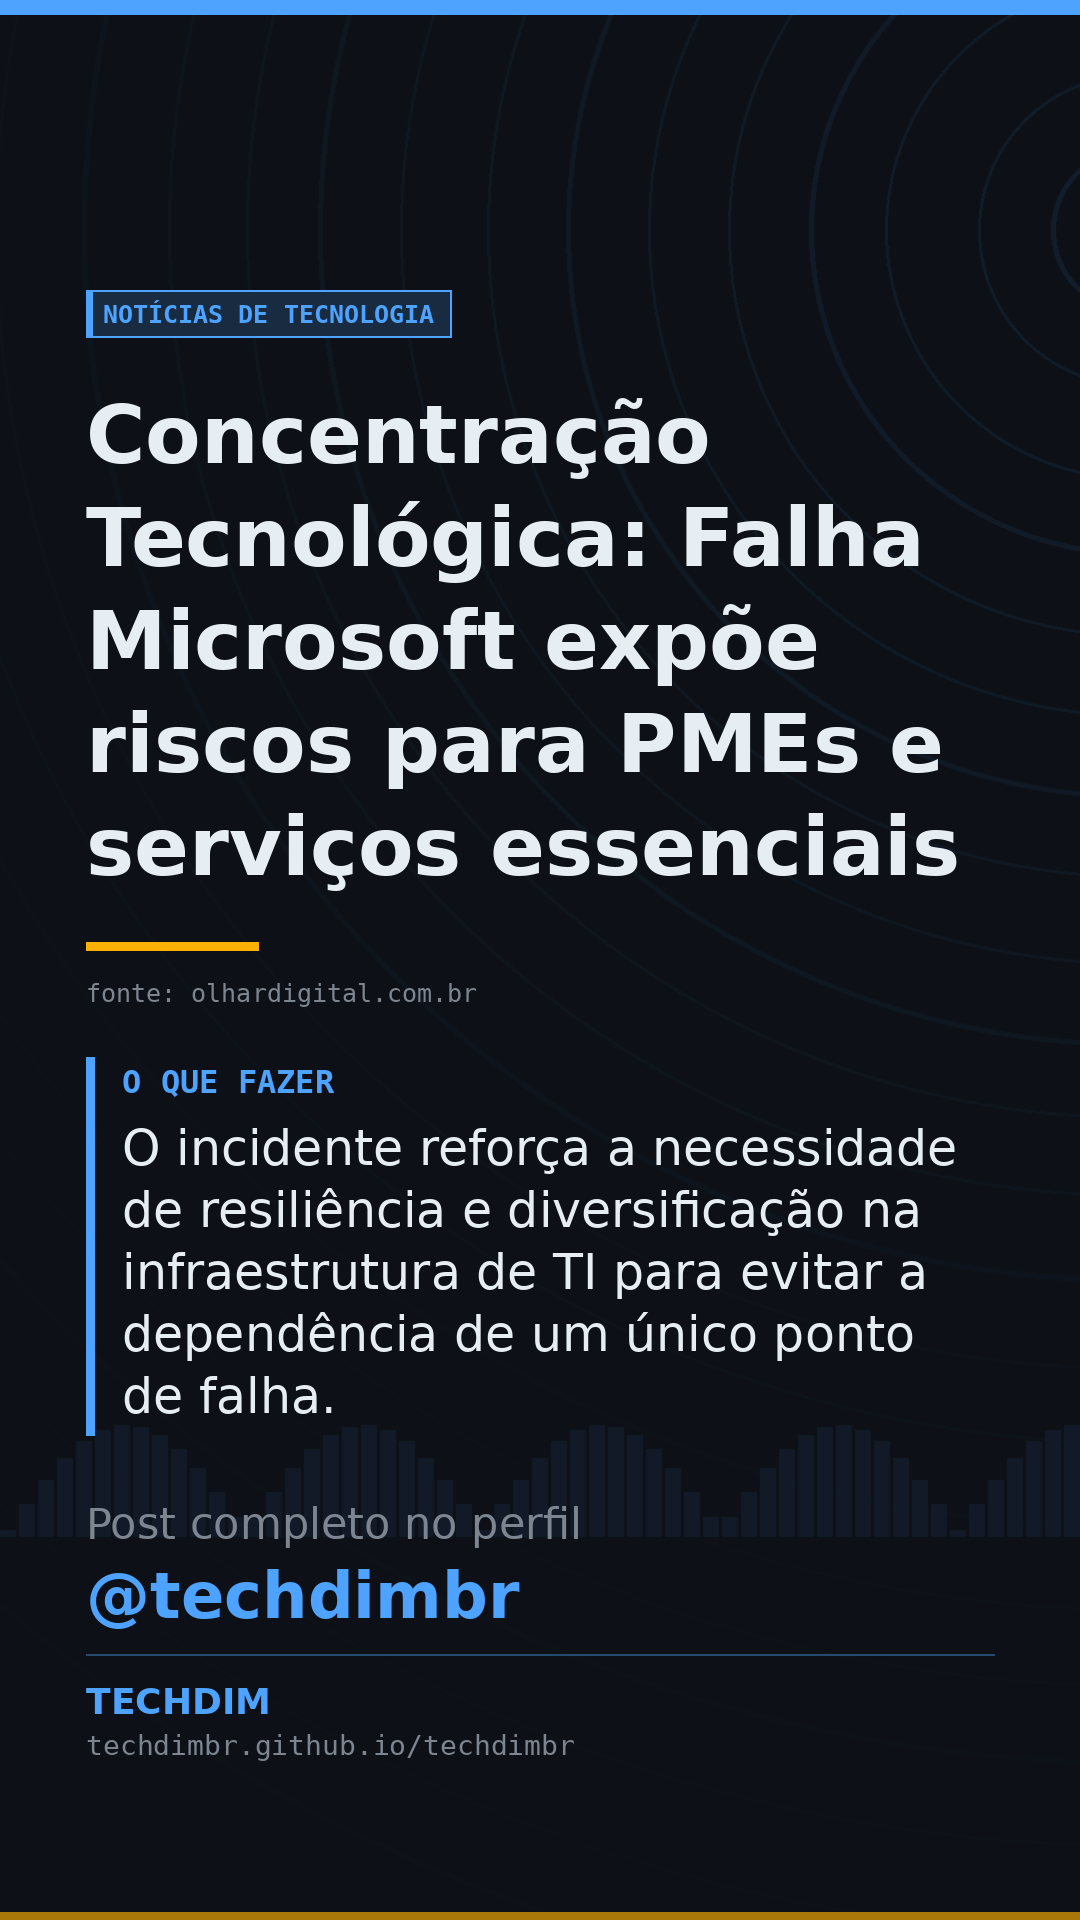 NOTÍCIAS DE TECNOLOGIA
Concentração
Tecnológica: Falha
Microsoft expõe
riscos para PMEs e
serviços essenciais
fonte: olhardigital.com.br
O QUE FAZER
O incidente reforça a necessidade
de resiliência e diversificação na
infraestrutura de TI para evitar a
dependência de um único ponto
de falha.
Post completo no perfil
@techdimbr
TECHDIM
techdimbr.github.io/techdimbr